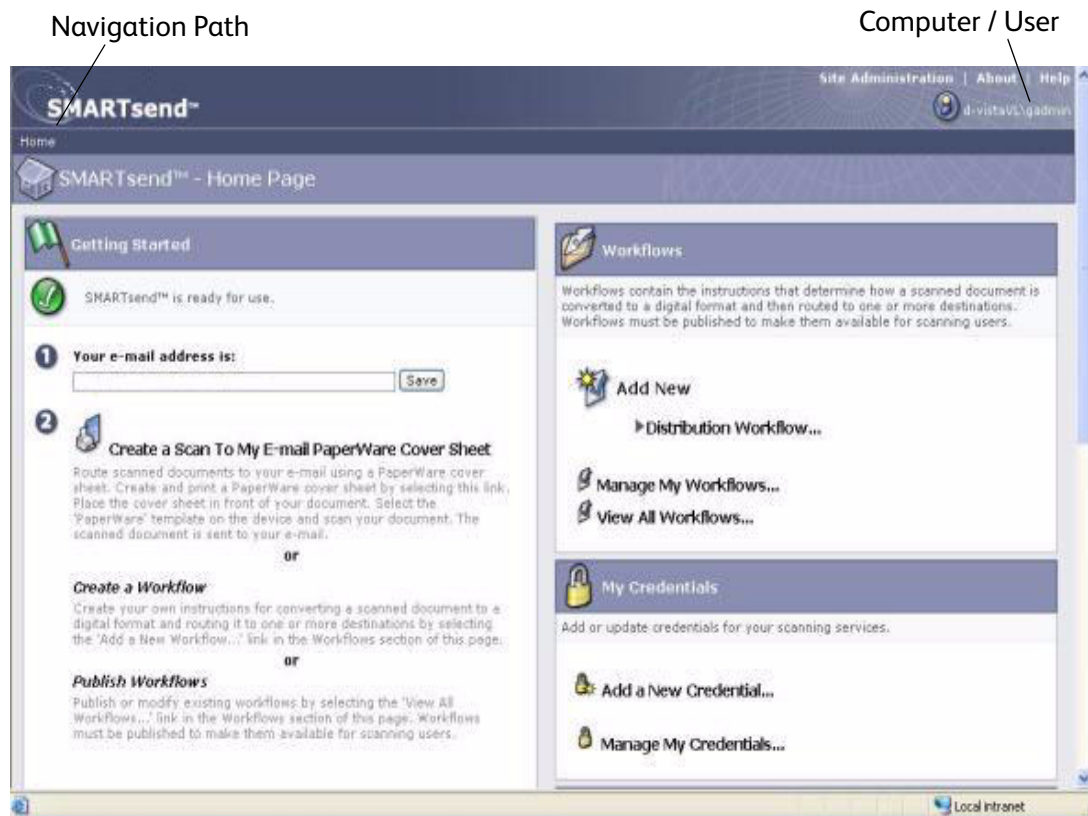 Navigation Path
Computer / User
Site Administration | About | Help
SMARTsend™
d-vistaVL\gadmin
Home
SMARTsend™ - Home Page
Getting Started
SMARTsend™ is ready for use.
1 Your e-mail address is:
Save
2 Create a Scan To My E-mail PaperWare Cover Sheet
Route scanned documents to your e-mail using a PaperWare cover
sheet. Create and print a PaperWare cover sheet by selecting this link.
Place the cover sheet in front of your document. Select the
'PaperWare' template on the device and scan your document. The
scanned document is sent to your e-mail.
or
Create a Workflow
Create your own instructions for converting a scanned document to a
digital format and routing it to one or more destinations by selecting
the 'Add a New Workflow...' link in the Workflows section of this page.
or
Publish Workflows
Publish or modify existing workflows by selecting the 'View All
Workflows...' link in the Workflows section of this page. Workflows
must be published to make them available for scanning users.
Workflows
Workflows contain the instructions that determine how a scanned document is
converted to a digital format and then routed to one or more destinations.
Workflows must be published to make them available for scanning users.
Add New
Distribution Workflow...
Manage My Workflows...
View All Workflows...
My Credentials
Add or update credentials for your scanning services.
Add a New Credential...
Manage My Credentials...
Local intranet